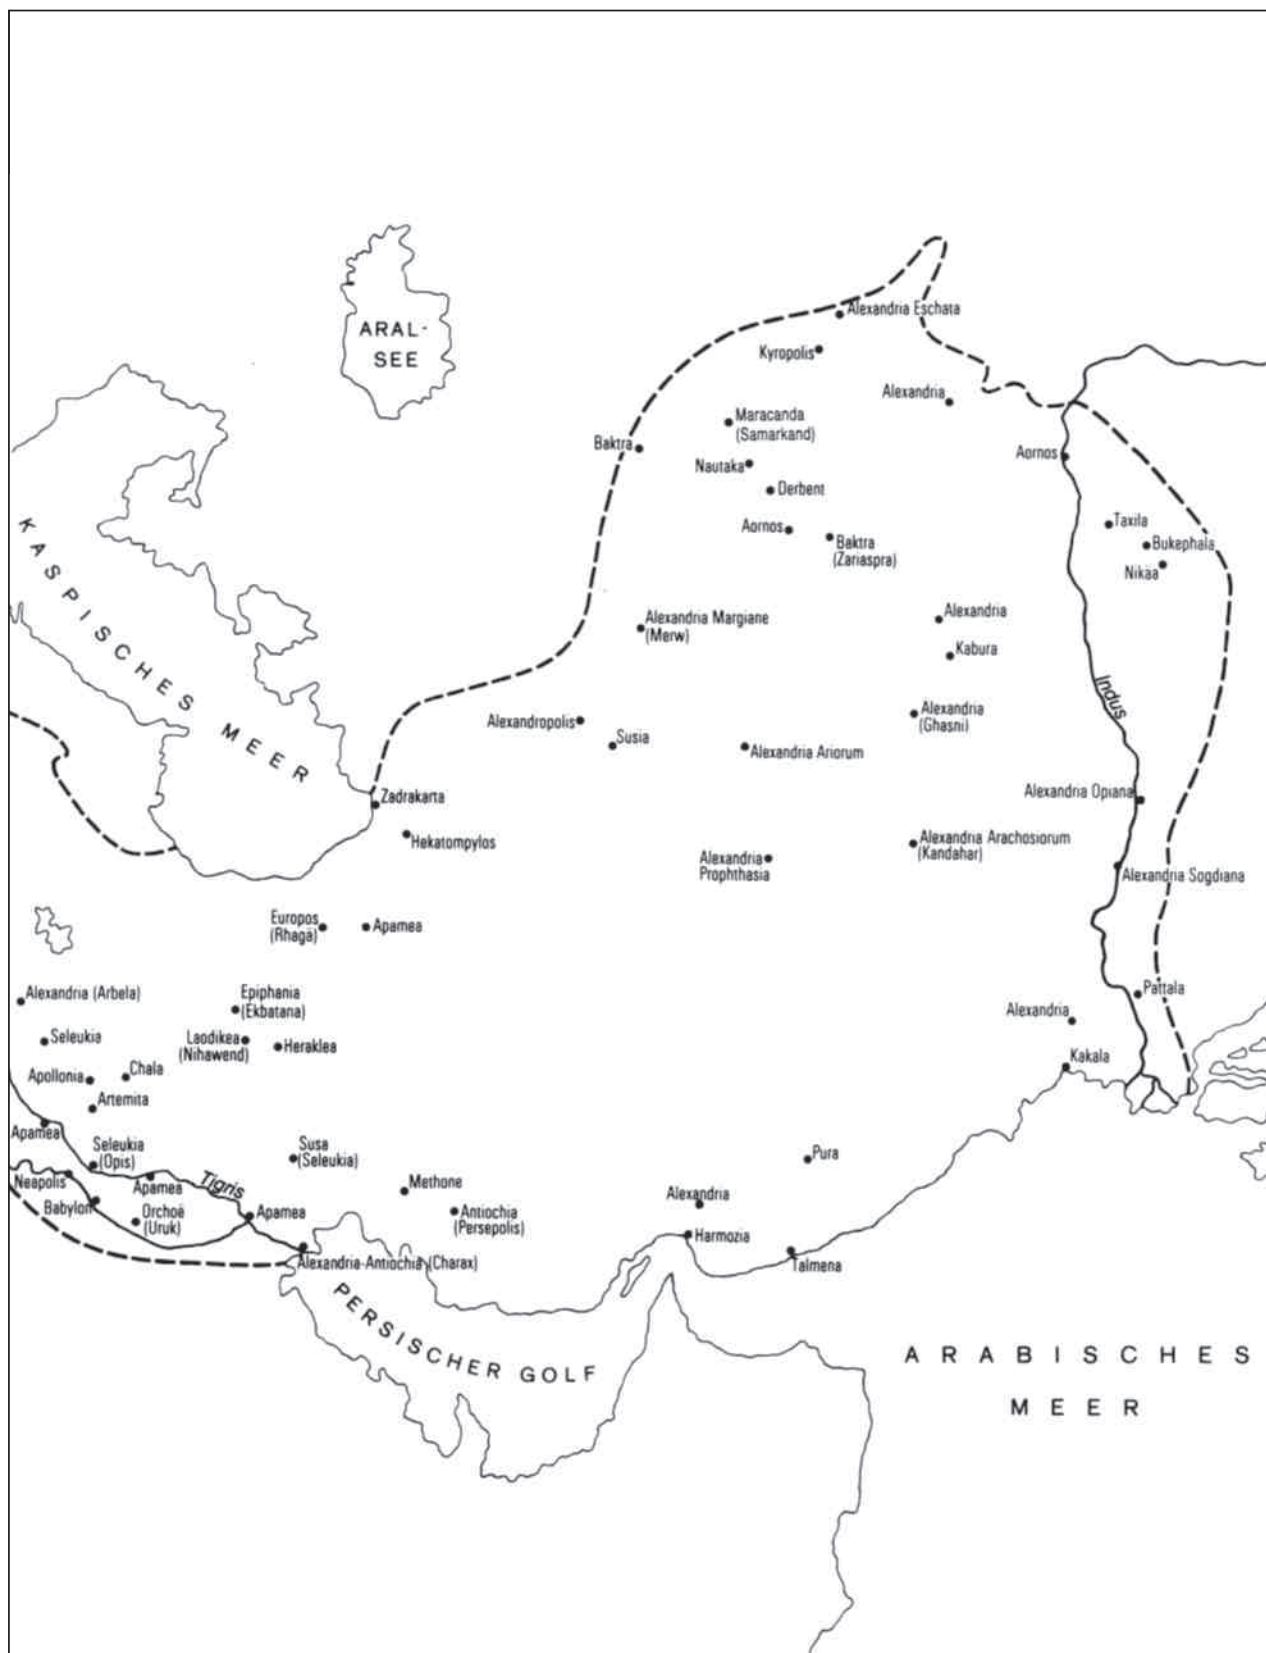 ARAL-
SEE
Alexandria Eschata
Kyropolis
Alexandria
Maracanda
(Samarkand)
Baktra
Nautaka
Aornos
Derbent
Aornos
Baktra
(Zariaspra)
Taxila
Bukephala
Nikäa
KASPISCHES MEER
Alexandria Margiane
(Merw)
Alexandria
Kabura
Indus
Alexandria
(Ghasni)
Alexandropolis
Susia
Alexandria Ariorum
Zadrakarta
Alexandria Opiana
Hekatompylos
Alexandria Arachosiorum
(Kandahar)
Alexandria
Prophthasia
Alexandria Sogdiana
Europos
(Rhagä)
Apamea
Alexandria (Arbela)
Epiphania
(Ekbatana)
Pattala
Alexandria
Seleukia
Laodikea
(Nihawend)
Heraklea
Kakala
Apollonia
Chala
Artemita
Apamea
Seleukia
(Opis)
Susa
(Seleukia)
Pura
Neapolis
Apamea
Tigris
Methone
Babylon
Orchoë
(Uruk)
Apamea
Antiochia
(Persepolis)
Alexandria
Harmozia
Alexandria-Antiochia (Charax)
Talmena
PERSISCHER GOLF
ARABISCHES
MEER